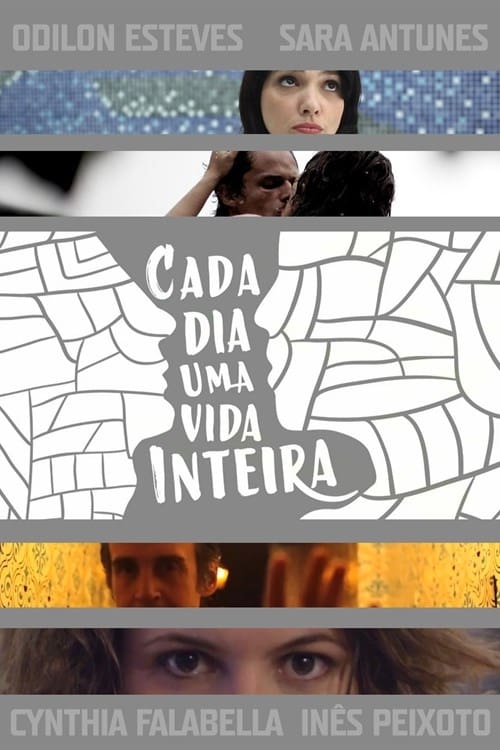 ODILON ESTEVES SARA ANTUNES
CADA
DIA
UMA
VIDA
INTEIRA
CYNTHIA FALABELLA INÊS PEIXOTO